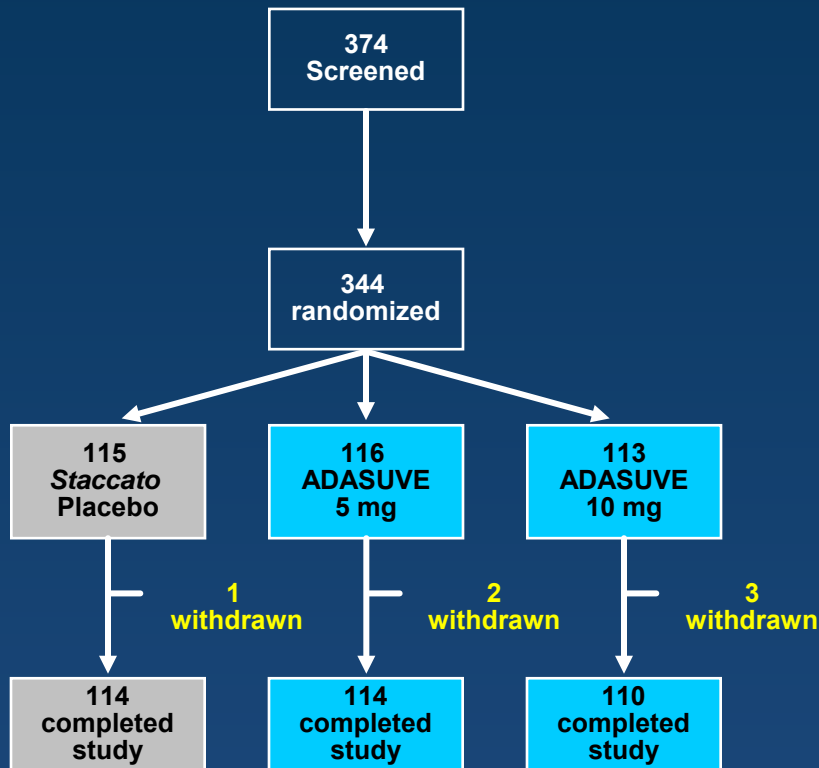 374
Screened
344
randomized
115
Staccato
Placebo
116
ADASUVE
5 mg
113
ADASUVE
10 mg
1
withdrawn
2
withdrawn
3
withdrawn
114
completed
study
114
completed
study
110
completed
study